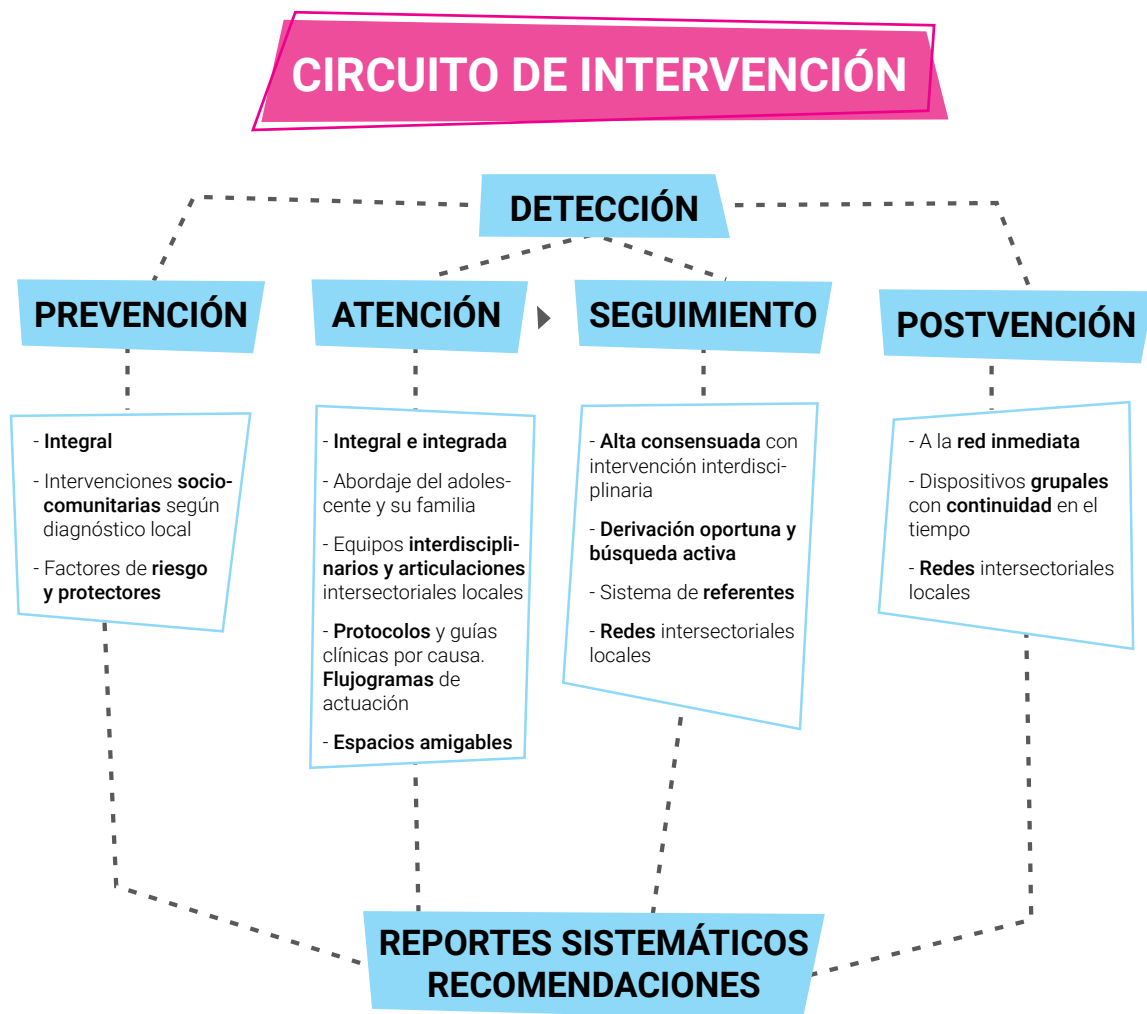 CIRCUITO DE INTERVENCIÓN
DETECCIÓN
PREVENCIÓN
- Integral
- Intervenciones socio-
comunitarias según
diagnóstico local
- Factores de riesgo
y protectores
ATENCIÓN
- Integral e integrada
- Abordaje del adoles-
cente y su familia
- Equipos interdiscipli-
narios y articulaciones
intersectoriales locales
- Protocolos y guías
clínicas por causa.
Flujogramas de
actuación
- Espacios amigables
SEGUIMIENTO
- Alta consensuada con
intervención interdisci-
plinaria
- Derivación oportuna y
búsqueda activa
- Sistema de referentes
- Redes intersectoriales
locales
POSTVENCIÓN
- A la red inmediata
- Dispositivos grupales
con continuidad en el
tiempo
- Redes intersectoriales
locales
REPORTES SISTEMÁTICOS
RECOMENDACIONES